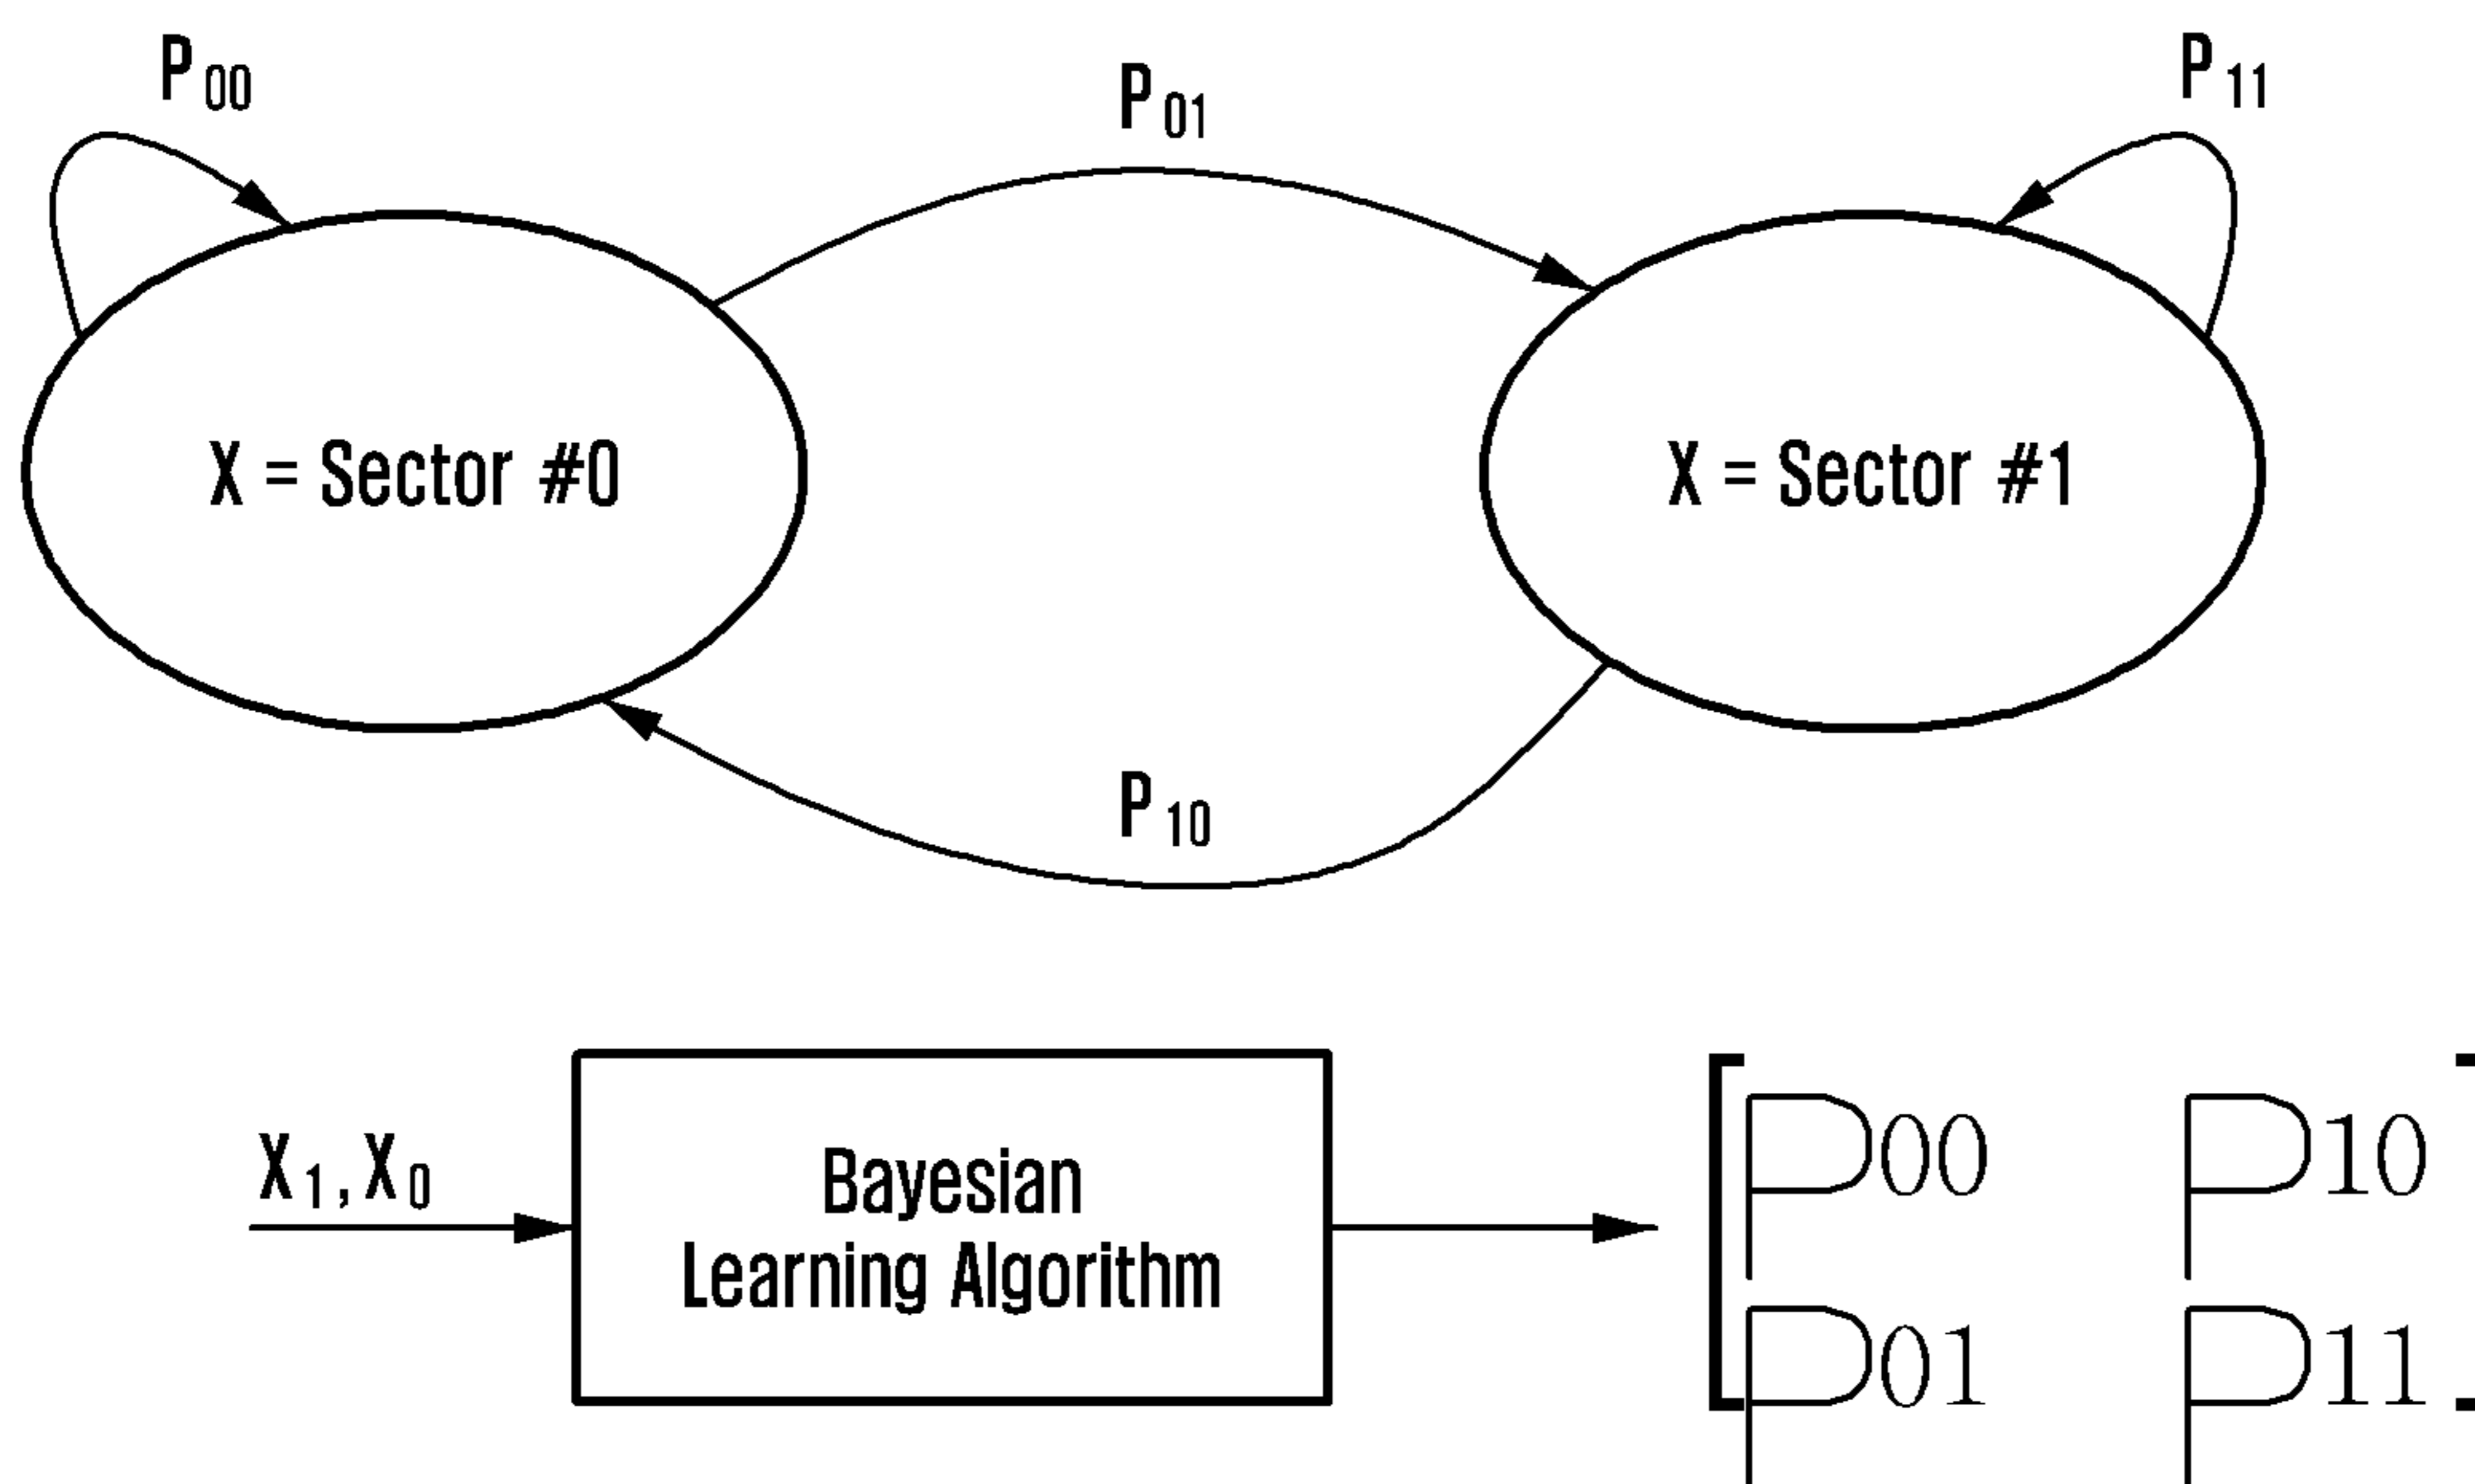 P00
P01
P11
X = Sector #0
X = Sector #1
P10
X1, X0
Bayesian
Learning Algorithm
P00 P10
P01 P11